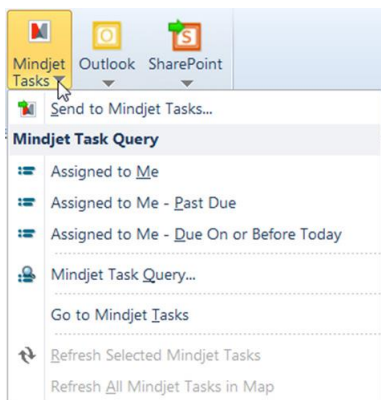 Mindjet Tasks Outlook SharePoint
Send to Mindjet Tasks...
Mindjet Task Query
Assigned to Me
Assigned to Me - Past Due
Assigned to Me - Due On or Before Today
Mindjet Task Query...
Go to Mindjet Tasks
Refresh Selected Mindjet Tasks
Refresh All Mindjet Tasks in Map